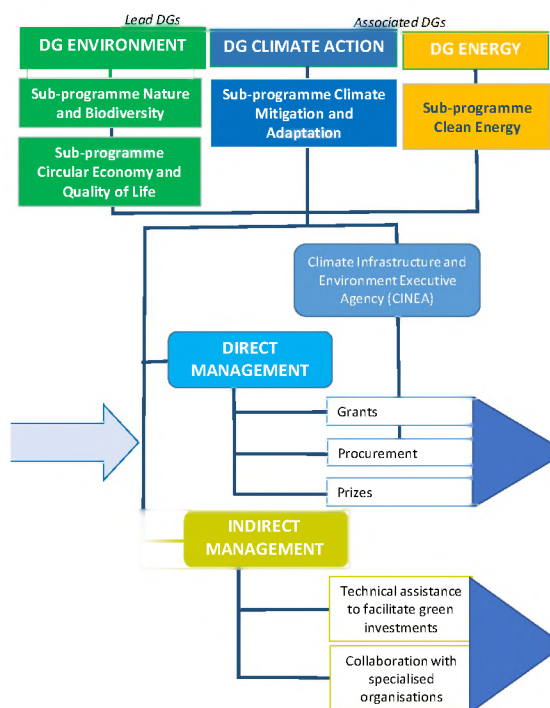 Lead DGs
Associated DGs
DG ENVIRONMENT
DG CLIMATE ACTION
DG ENERGY
Sub-programme Nature
and Biodiversity
Sub-programme Climate
Mitigation and
Adaptation
Sub-programme
Clean Energy
Sub-programme
Circular Economy and
Quality of Life
Climate Infrastructure and
Environment Executive
Agency (CINEA)
DIRECT
MANAGEMENT
Grants
Procurement
Prizes
INDIRECT
MANAGEMENT
Technical assistance
to facilitate green
investments
Collaboration with
specialised
organisations